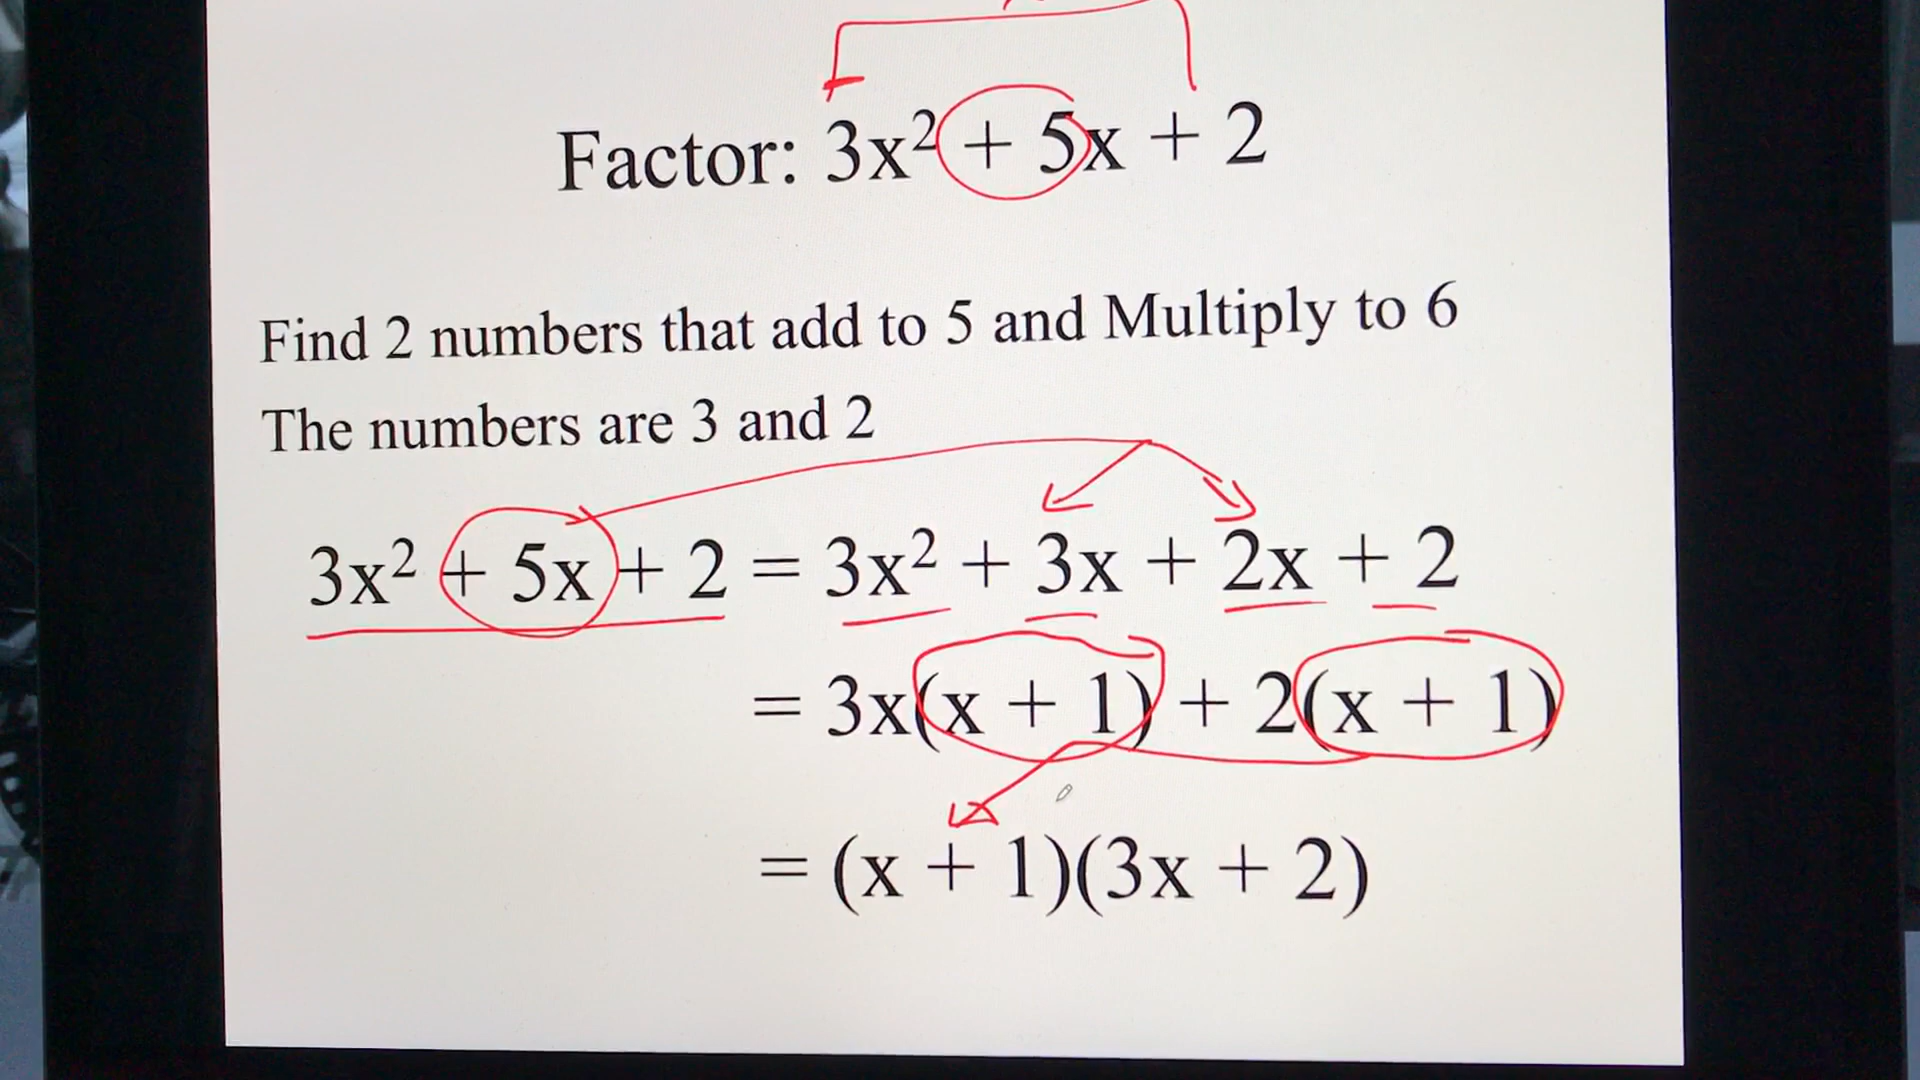 Factor: 3x² + 5x + 2
Find 2 numbers that add to 5 and Multiply to 6
The numbers are 3 and 2
3x² + 5x + 2 = 3x² + 3x + 2x + 2
= 3x(x + 1) + 2(x + 1)
= (x + 1)(3x + 2)